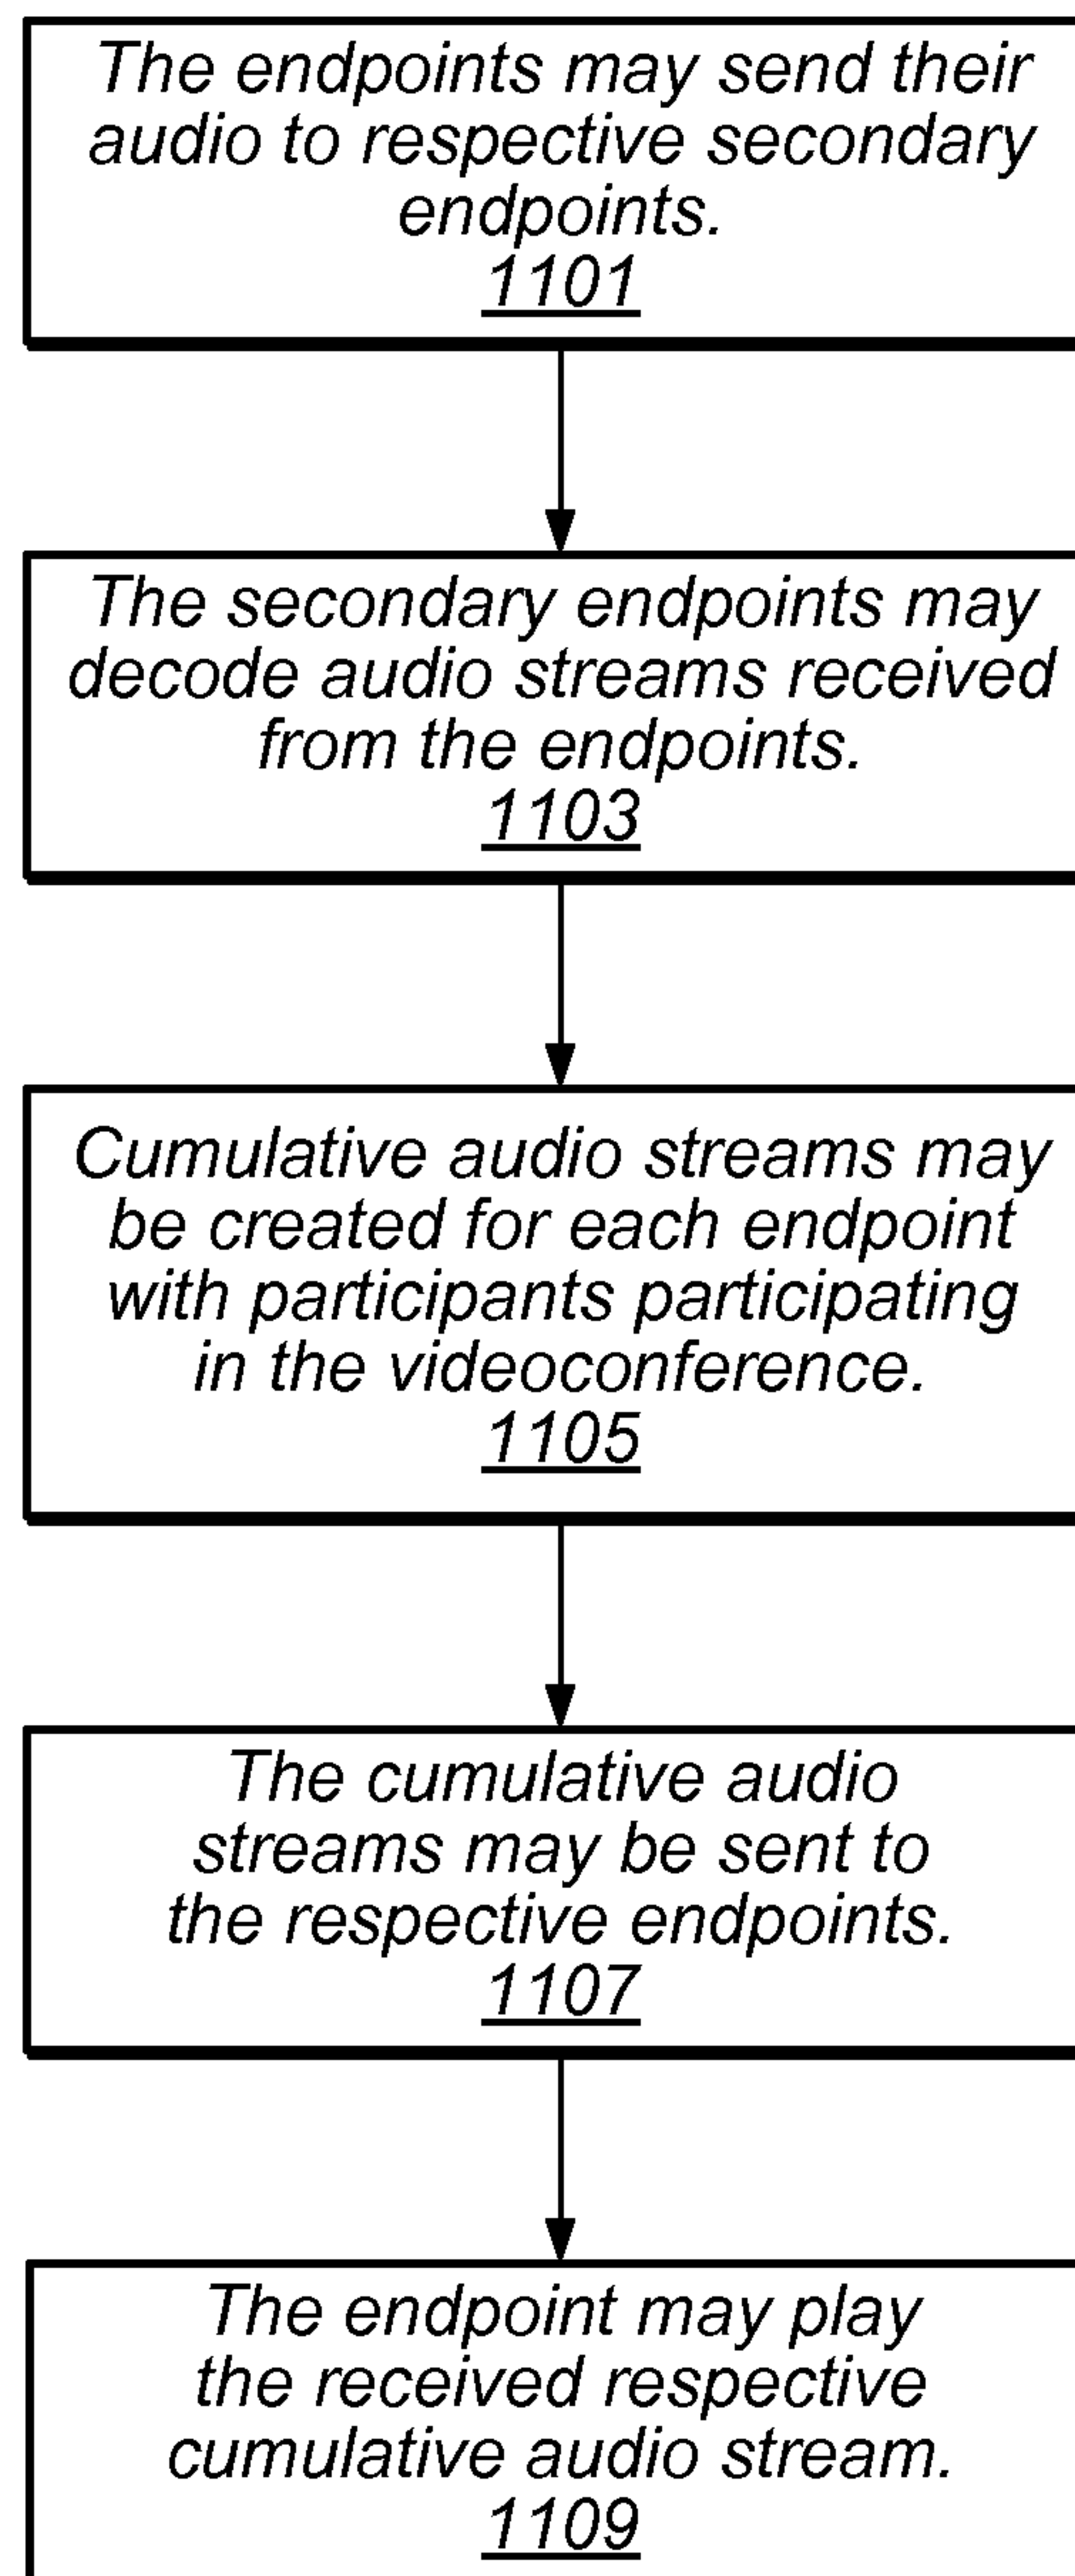 The endpoints may send their
audio to respective secondary
endpoints.
1101
The secondary endpoints may
decode audio streams received
from the endpoints.
1103
Cumulative audio streams may
be created for each endpoint
with participants participating
in the videoconference.
1105
The cumulative audio
streams may be sent to
the respective endpoints.
1107
The endpoint may play
the received respective
cumulative audio stream.
1109